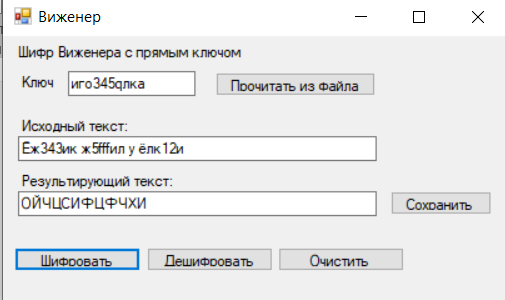 Виженер
Шифр Виженера с прямым ключом
Ключ иго345qлка Прочитать из файла
Исходный текст:
Ёж343ик ж5fffил у ёлк12и
Результирующий текст:
ОЙЧЦСИФЦФЧХИ Сохранить
Шифровать Дешифровать Очистить